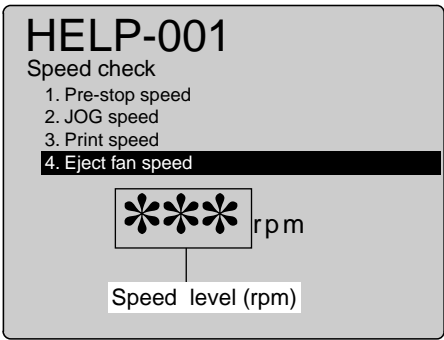 HELP-001
Speed check
1. Pre-stop speed
2. JOG speed
3. Print speed
4. Eject fan speed
*** rpm
Speed level (rpm)